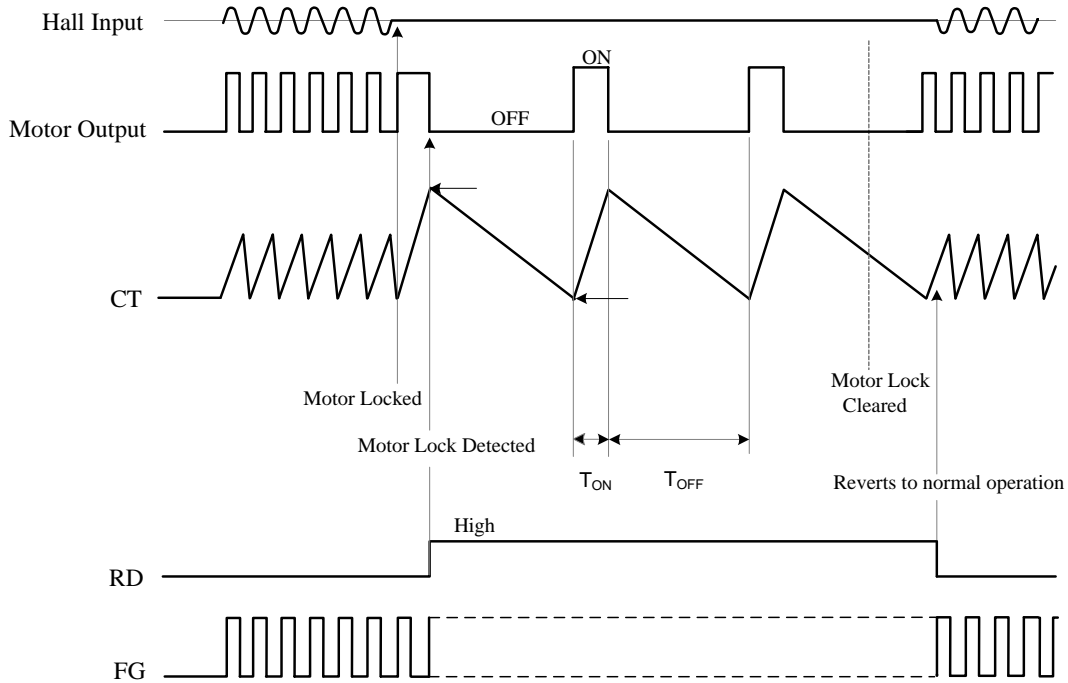 Hall Input
ON
Motor Output
OFF
CT
Motor Locked
Motor Lock
Cleared
Motor Lock Detected
TON
TOFF
Reverts to normal operation
High
RD
FG